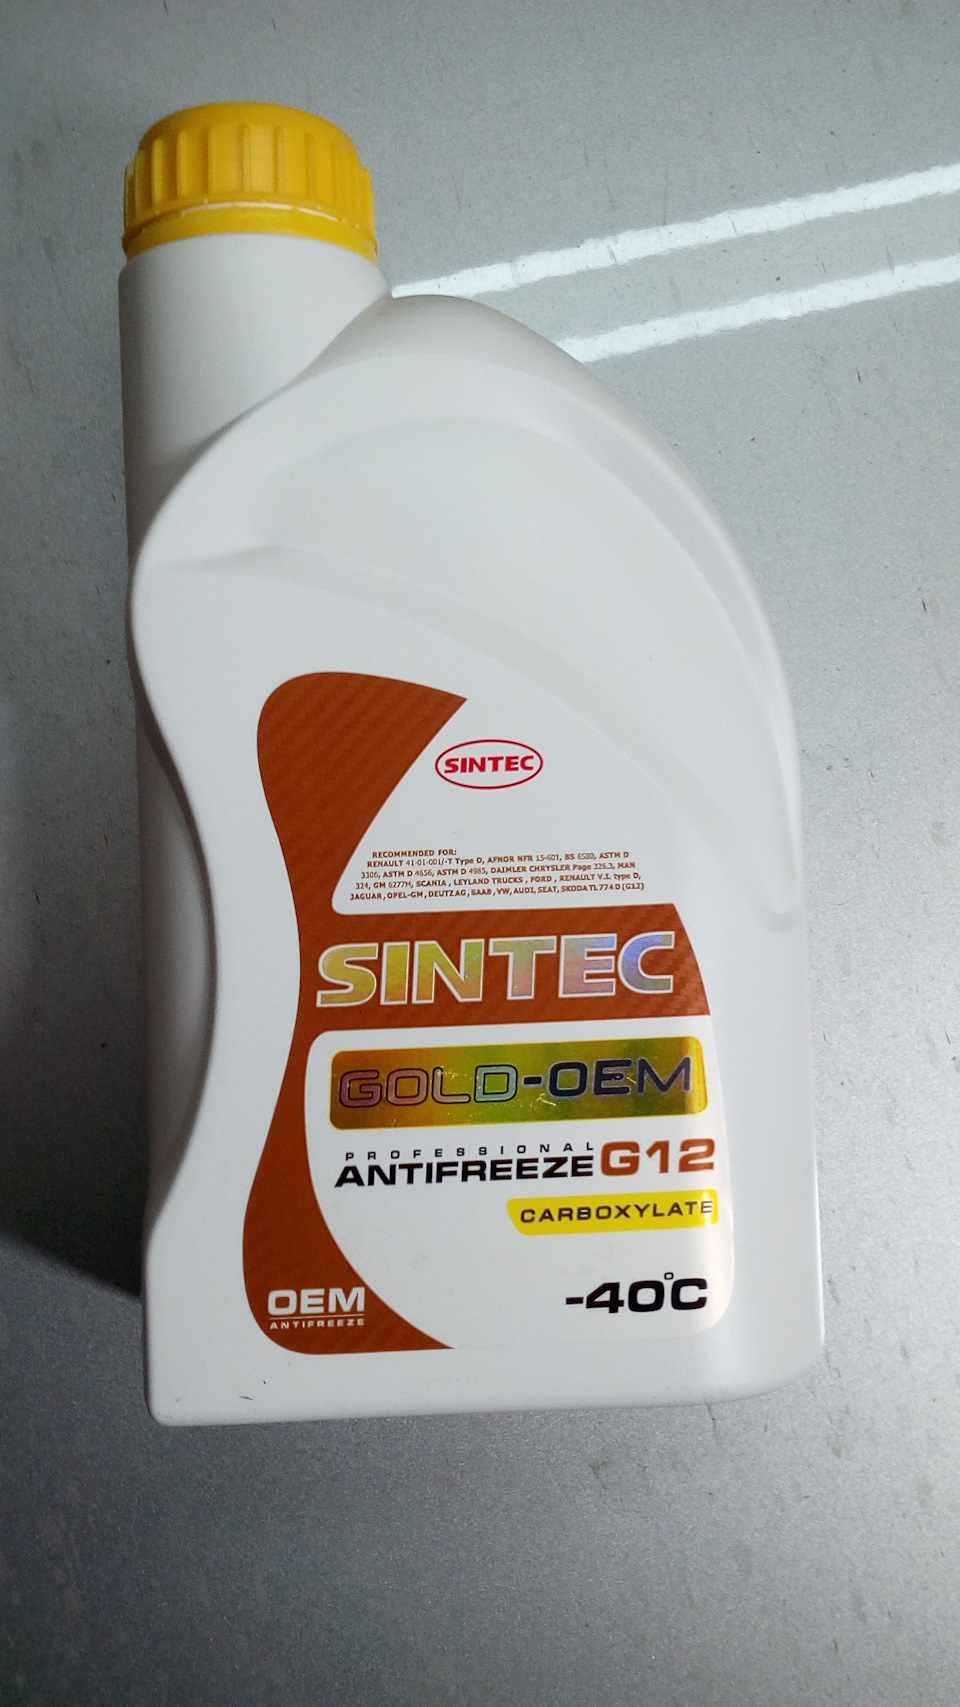 SINTEC
RECOMMENDED FOR:
RENAULT 41-01-001/-T Type D, AFNOR NFR 15-601, BS 6580, ASTM D
3306, ASTM D 4656, ASTM D 4985, DAIMLER CHRYSLER Page 326.3, MAN
324, GM 6277M, SCANIA, LEYLAND TRUCKS, FORD, RENAULT V.I. type D,
JAGUAR, OPEL-GM, DEUTZ AG, SAAB, VW, AUDI, SEAT, SKODA TL 774 D (G12)
SINTEC
GOLD-OEM
PROFESSIONAL
ANTIFREEZE G12
CARBOXYLATE
-40°C
OEM
ANTIFREEZE